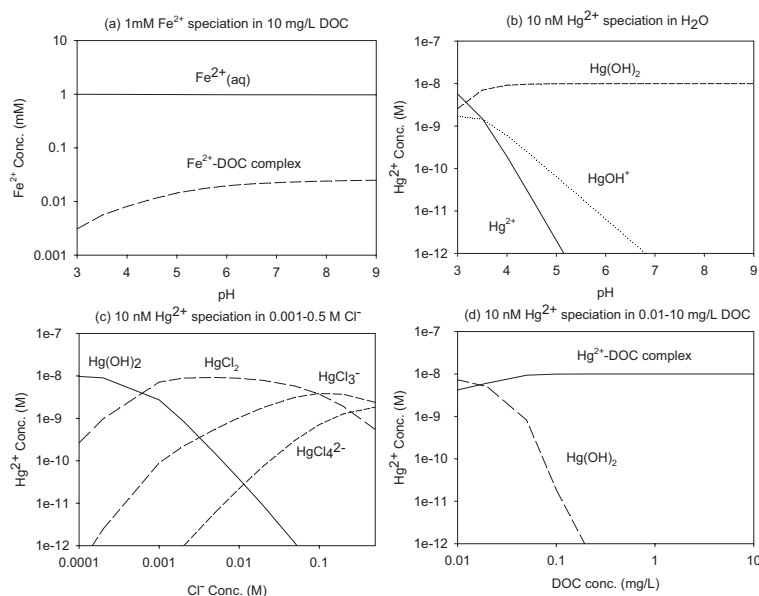 (a) 1mM Fe²⁺ speciation in 10 mg/L DOC
10
1
0.1
0.01
0.001
Fe²⁺ Conc. (mM)
Fe²⁺(aq)
Fe²⁺-DOC complex
3 4 5 6 7 8 9
pH
(b) 10 nM Hg²⁺ speciation in H₂O
1e-7
1e-8
1e-9
1e-10
1e-11
1e-12
Hg²⁺ Conc. (M)
Hg(OH)₂
HgOH⁺
Hg²⁺
3 4 5 6 7 8 9
pH
(c) 10 nM Hg²⁺ speciation in 0.001-0.5 M Cl⁻
1e-7
1e-8
1e-9
1e-10
1e-11
1e-12
Hg²⁺ Conc. (M)
Hg(OH)2
HgCl₂
HgCl₃⁻
HgCl₄²⁻
0.0001 0.001 0.01 0.1
Cl⁻ Conc. (M)
(d) 10 nM Hg²⁺ speciation in 0.01-10 mg/L DOC
1e-7
1e-8
1e-9
1e-10
1e-11
1e-12
Hg²⁺ Conc. (M)
Hg²⁺-DOC complex
Hg(OH)₂
0.01 0.1 1 10
DOC conc. (mg/L)